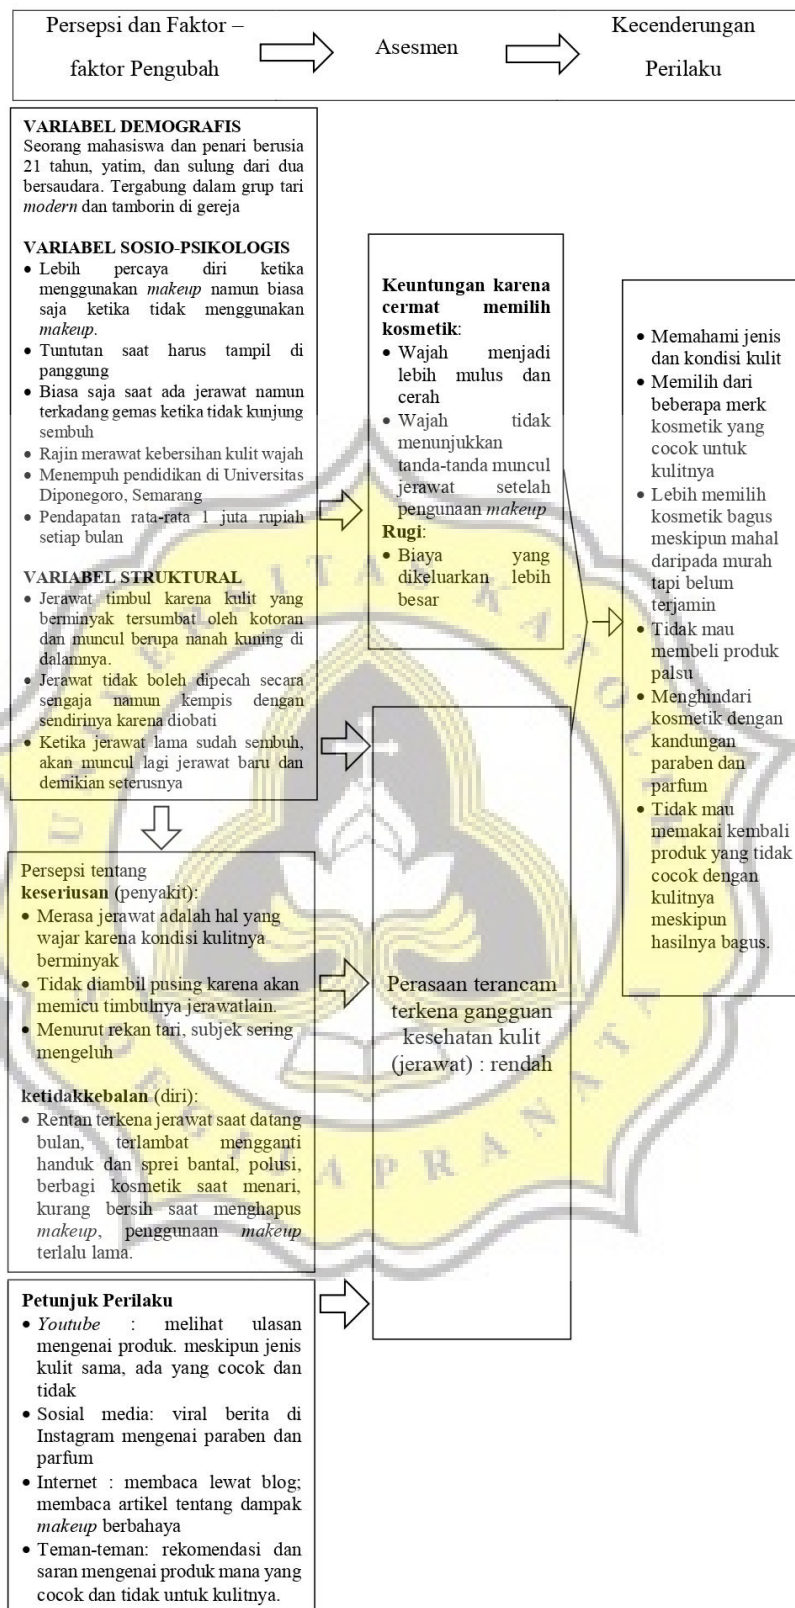 Persepsi dan Faktor –
faktor Pengubah
Asesmen
Kecenderungan
Perilaku
VARIABEL DEMOGRAFIS
Seorang mahasiswa dan penari berusia
21 tahun, yatim, dan sulung dari dua
bersaudara. Tergabung dalam grup tari
modern dan tamborin di gereja
VARIABEL SOSIO-PSIKOLOGIS
• Lebih percaya diri ketika
menggunakan makeup namun biasa
saja ketika tidak menggunakan
makeup.
• Tuntutan saat harus tampil di
panggung
• Biasa saja saat ada jerawat namun
terkadang gemas ketika tidak kunjung
sembuh
• Rajin merawat kebersihan kulit wajah
• Menempuh pendidikan di Universitas
Diponegoro, Semarang
• Pendapatan rata-rata 1 juta rupiah
setiap bulan
VARIABEL STRUKTURAL
• Jerawat timbul karena kulit yang
berminyak tersumbat oleh kotoran
dan muncul berupa nanah kuning di
dalamnya.
• Jerawat tidak boleh dipecah secara
sengaja namun kempis dengan
sendirinya karena diobati
• Ketika jerawat lama sudah sembuh,
akan muncul lagi jerawat baru dan
demikian seterusnya
Persepsi tentang
keseriusan (penyakit):
• Merasa jerawat adalah hal yang
wajar karena kondisi kulitnya
berminyak
• Tidak diambil pusing karena akan
memicu timbulnya jerawatlain.
• Menurut rekan tari, subjek sering
mengeluh
ketidakkebalan (diri):
• Rentan terkena jerawat saat datang
bulan, terlambat mengganti
handuk dan sprei bantal, polusi,
berbagi kosmetik saat menari,
kurang bersih saat menghapus
makeup, penggunaan makeup
terlalu lama.
Petunjuk Perilaku
• Youtube : melihat ulasan
mengenai produk. meskipun jenis
kulit sama, ada yang cocok dan
tidak
• Sosial media: viral berita di
Instagram mengenai paraben dan
parfum
• Internet : membaca lewat blog;
membaca artikel tentang dampak
makeup berbahaya
• Teman-teman: rekomendasi dan
saran mengenai produk mana yang
cocok dan tidak untuk kulitnya.
Keuntungan karena
cermat memilih
kosmetik:
• Wajah menjadi
lebih mulus dan
cerah
• Wajah tidak
menunjukkan
tanda-tanda muncul
jerawat setelah
pengunaan makeup
Rugi:
• Biaya yang
dikeluarkan lebih
besar
Perasaan terancam
terkena gangguan
kesehatan kulit
(jerawat) : rendah
• Memahami jenis
dan kondisi kulit
• Memilih dari
beberapa merk
kosmetik yang
cocok untuk
kulitnya
• Lebih memilih
kosmetik bagus
meskipun mahal
daripada murah
tapi belum
terjamin
• Tidak mau
membeli produk
palsu
• Menghindari
kosmetik dengan
kandungan
paraben dan
parfum
• Tidak mau
memakai kembali
produk yang tidak
cocok dengan
kulitnya
meskipun
hasilnya bagus.
UNIVERSITAS KATOLIK
SOEGIJAPRANATA